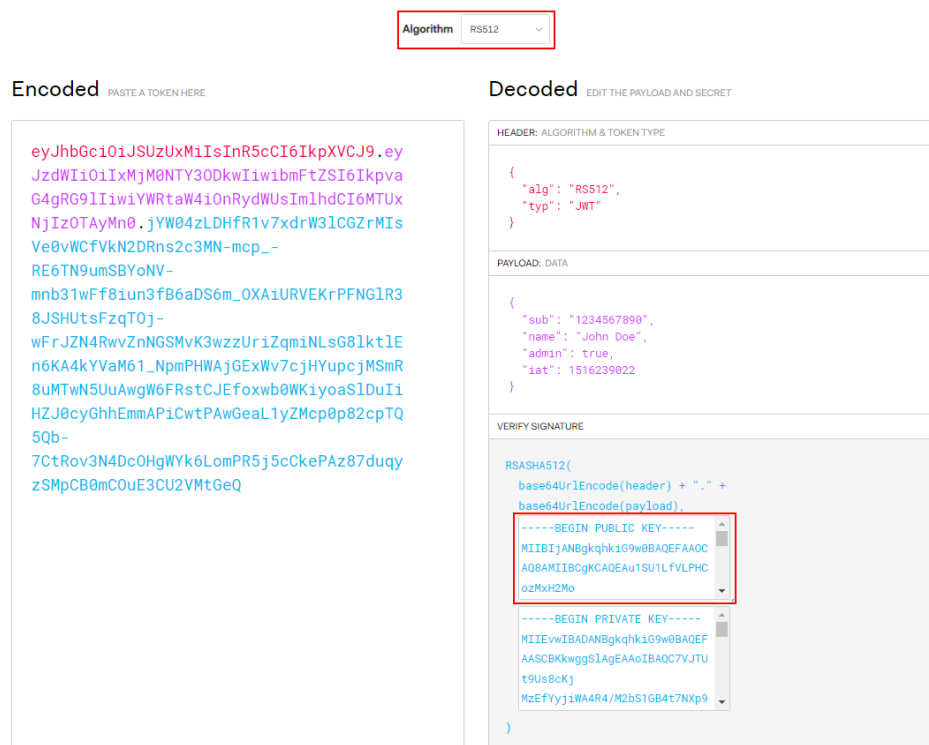 Algorithm RS512
Encoded PASTE A TOKEN HERE
eyJhbGciOiJSUzUxMiIsInR5cCI6IkpXVCJ9.ey
JzdWIiOiIxMjM0NTY3ODkwIiwibmFtZSI6Ikpva
G4gRG9lIiwiYWRtaW4iOnRydWUsImlhdCI6MTUx
NjIzOTAyMn0.jYW04zLDHfR1v7xdrW3lCGZrMIs
Ve0vWCfVkN2DRns2c3MN-mcp_-
RE6TN9umSBYoNV-
mnb31wFf8iun3fB6aDS6m_OXAiURVEKrPFNGlR3
8JSHUtsFzqTOj-
wFrJZN4RwvZnNGSMvK3wzzUriZqmiNLsG8lktlE
n6KA4kYVaM61_NpmPHWAjGExWv7cjHYupcjMSmR
8uMTwN5UuAwgW6FRstCJEfoxwb0WKiyoaSlDuIi
HZJ0cyGhhEmmAPiCwtPAwGeaL1yZMcp0p82cpTQ
5Qb-
7CtRov3N4DcOHgWYk6LomPR5j5cCkePAz87duqy
zSMpCB0mCOuE3CU2VMtGeQ
Decoded EDIT THE PAYLOAD AND SECRET
HEADER: ALGORITHM & TOKEN TYPE
{
"alg": "RS512",
"typ": "JWT"
}
PAYLOAD: DATA
{
"sub": "1234567890",
"name": "John Doe",
"admin": true,
"iat": 1516239022
}
VERIFY SIGNATURE
RSASHA512(
base64UrlEncode(header) + "." +
base64UrlEncode(payload),
-----BEGIN PUBLIC KEY-----
MIIBIjANBgkqhkiG9w0BAQEFAAOC
AQ8AMIIBCgKCAQEAu1SU1LfVLPHC
ozMxH2Mo
,
-----BEGIN PRIVATE KEY-----
MIIEvwIBADANBgkqhkiG9w0BAQEF
AASCBKkwggSlAgEAAoIBAQC7VJTU
t9Us8cKj
MzEfYyjiWA4R4/M2bS1GB4t7NXp9
)